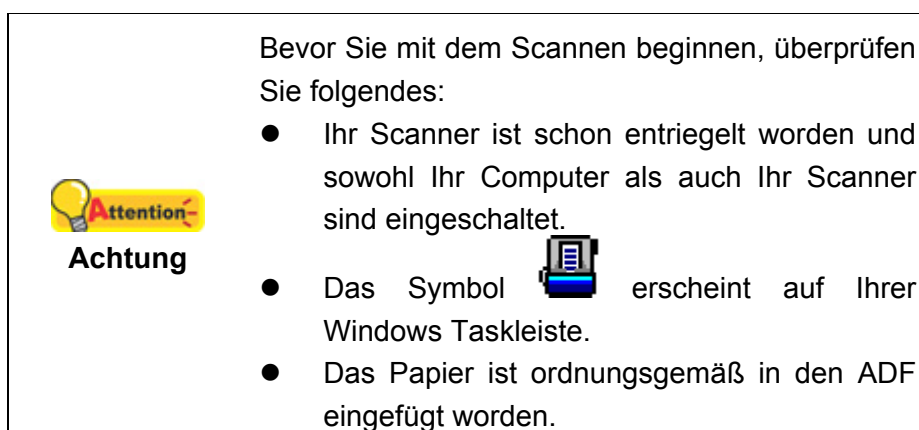 Bevor Sie mit dem Scannen beginnen, überprüfen
Sie folgendes:
● Ihr Scanner ist schon entriegelt worden und
sowohl Ihr Computer als auch Ihr Scanner
sind eingeschaltet.
Attention
Achtung
● Das Symbol erscheint auf Ihrer
Windows Taskleiste.
● Das Papier ist ordnungsgemäß in den ADF
eingefügt worden.